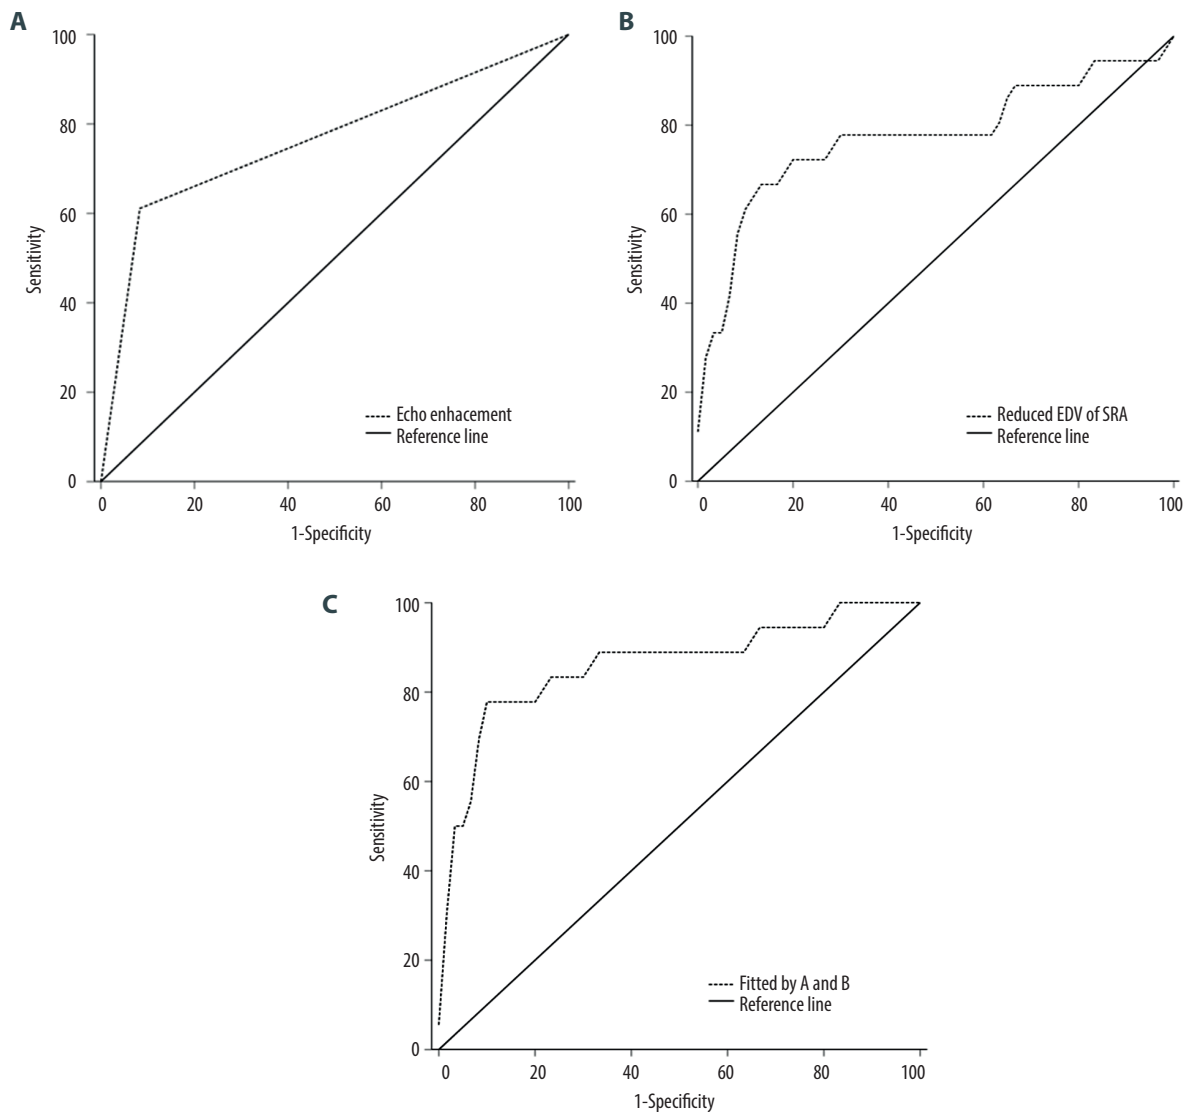 A
100
80
60
40
20
0
Sensitivity
Echo enhacement
Reference line
0 20 40 60 80 100
1-Specificity
B
100
80
60
40
20
0
Sensitivity
Reduced EDV of SRA
Reference line
0 20 40 60 80 100
1-Specificity
C
100
80
60
40
20
0
Sensitivity
Fitted by A and B
Reference line
0 20 40 60 80 100
1-Specificity